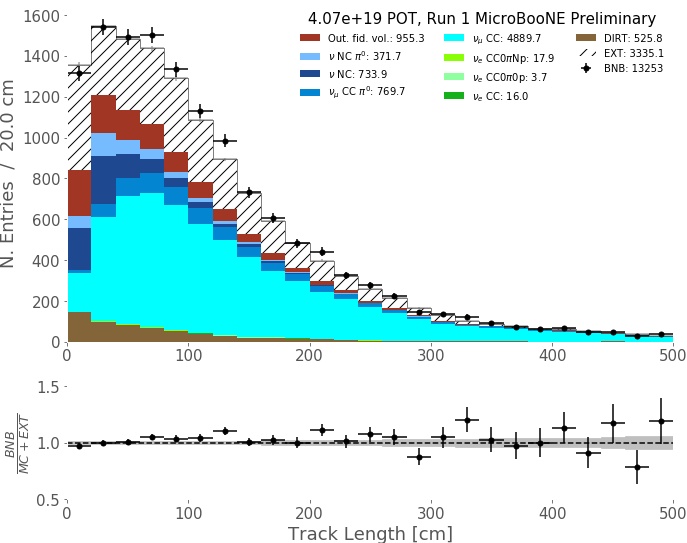 4.07e+19 POT, Run 1 MicroBooNE Preliminary
Out. fid. vol.: 955.3
ν NC π⁰: 371.7
ν NC: 733.9
ν_μ CC π⁰: 769.7
ν_μ CC: 4889.7
ν_e CC0πNp: 17.9
ν_e CC0π0p: 3.7
ν_e CC: 16.0
DIRT: 525.8
EXT: 3335.1
BNB: 13253
N. Entries / 20.0 cm
1600
1400
1200
1000
800
600
400
200
0
0 100 200 300 400 500
BNB
MC + EXT
1.5
1.0
0.5
0 100 200 300 400 500
Track Length [cm]